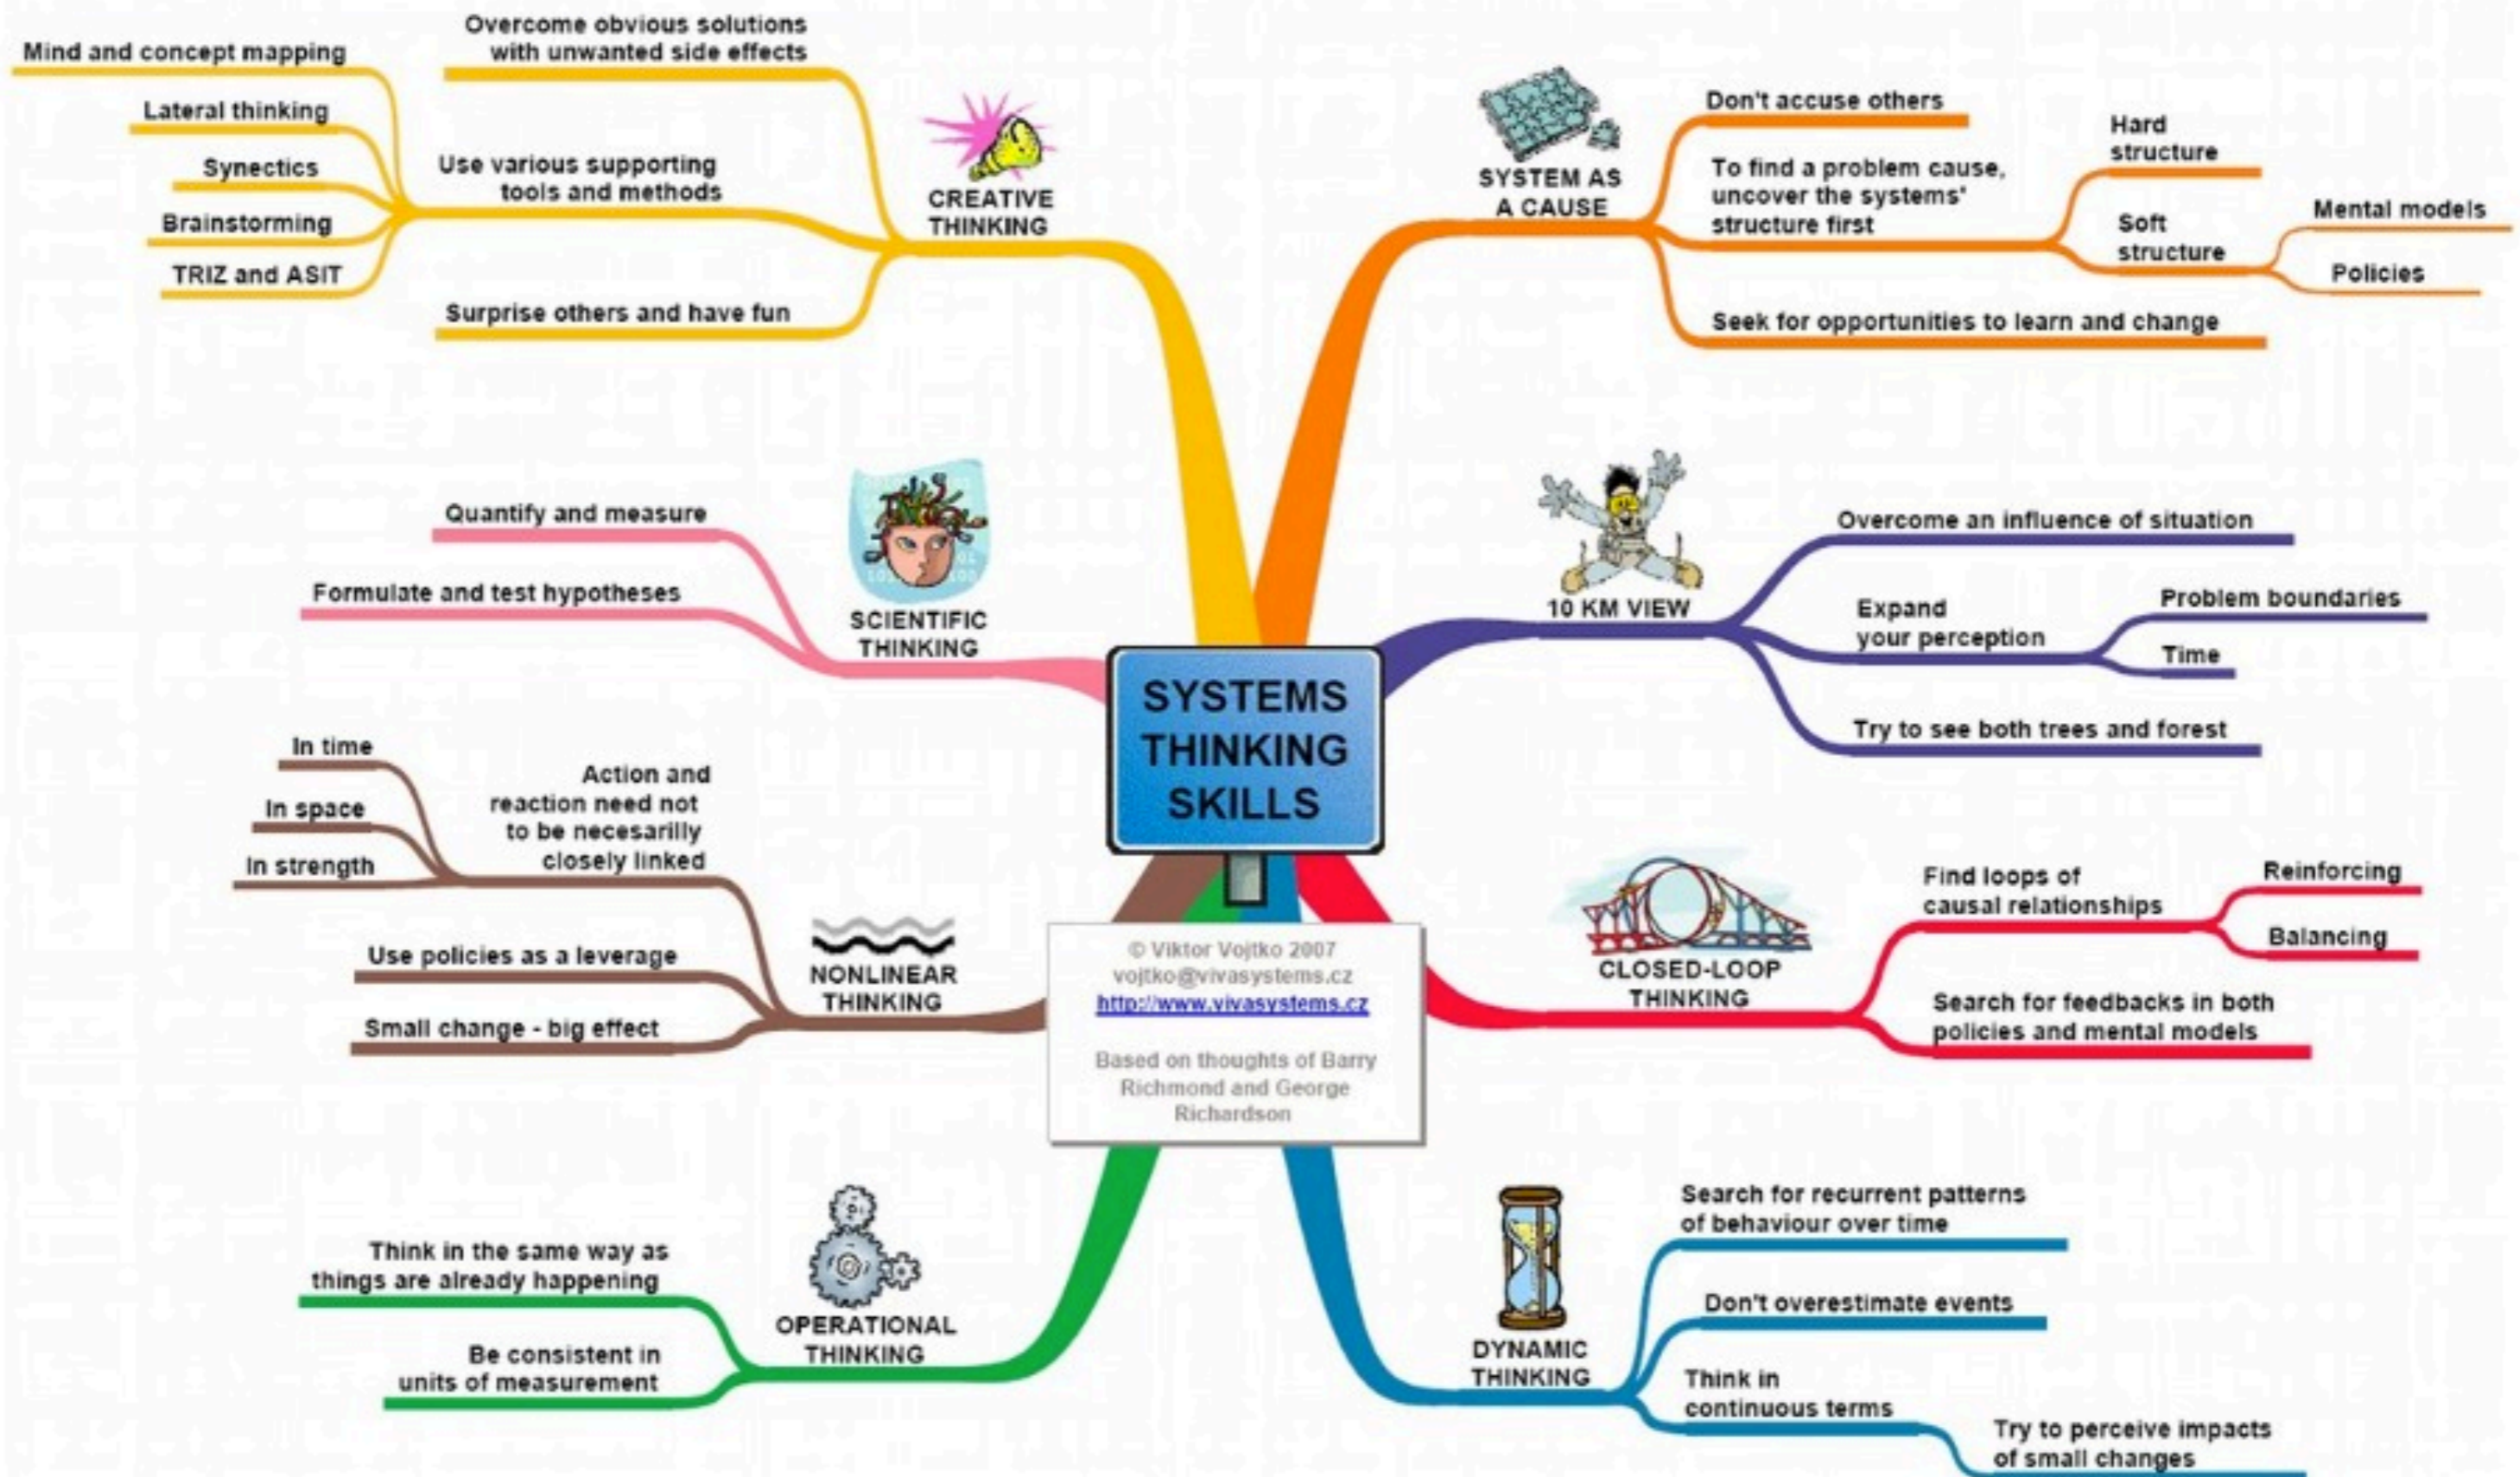 SYSTEMS
THINKING
SKILLS
© Viktor Vojtko 2007
vojtko@vivasystems.cz
http://www.vivasystems.cz
Based on thoughts of Barry
Richmond and George
Richardson
SYSTEM AS
A CAUSE
Don't accuse others
To find a problem cause,
uncover the systems'
structure first
Hard
structure
Soft
structure
Mental models
Policies
Seek for opportunities to learn and change
10 KM VIEW
Overcome an influence of situation
Expand
your perception
Problem boundaries
Time
Try to see both trees and forest
CLOSED-LOOP
THINKING
Find loops of
causal relationships
Reinforcing
Balancing
Search for feedbacks in both
policies and mental models
DYNAMIC
THINKING
Search for recurrent patterns
of behaviour over time
Don't overestimate events
Think in
continuous terms
Try to perceive impacts
of small changes
OPERATIONAL
THINKING
Think in the same way as
things are already happening
Be consistent in
units of measurement
NONLINEAR
THINKING
Action and
reaction need not
to be necesarilly
closely linked
In time
In space
In strength
Use policies as a leverage
Small change - big effect
SCIENTIFIC
THINKING
Quantify and measure
Formulate and test hypotheses
CREATIVE
THINKING
Overcome obvious solutions
with unwanted side effects
Use various supporting
tools and methods
Mind and concept mapping
Lateral thinking
Synectics
Brainstorming
TRIZ and ASIT
Surprise others and have fun